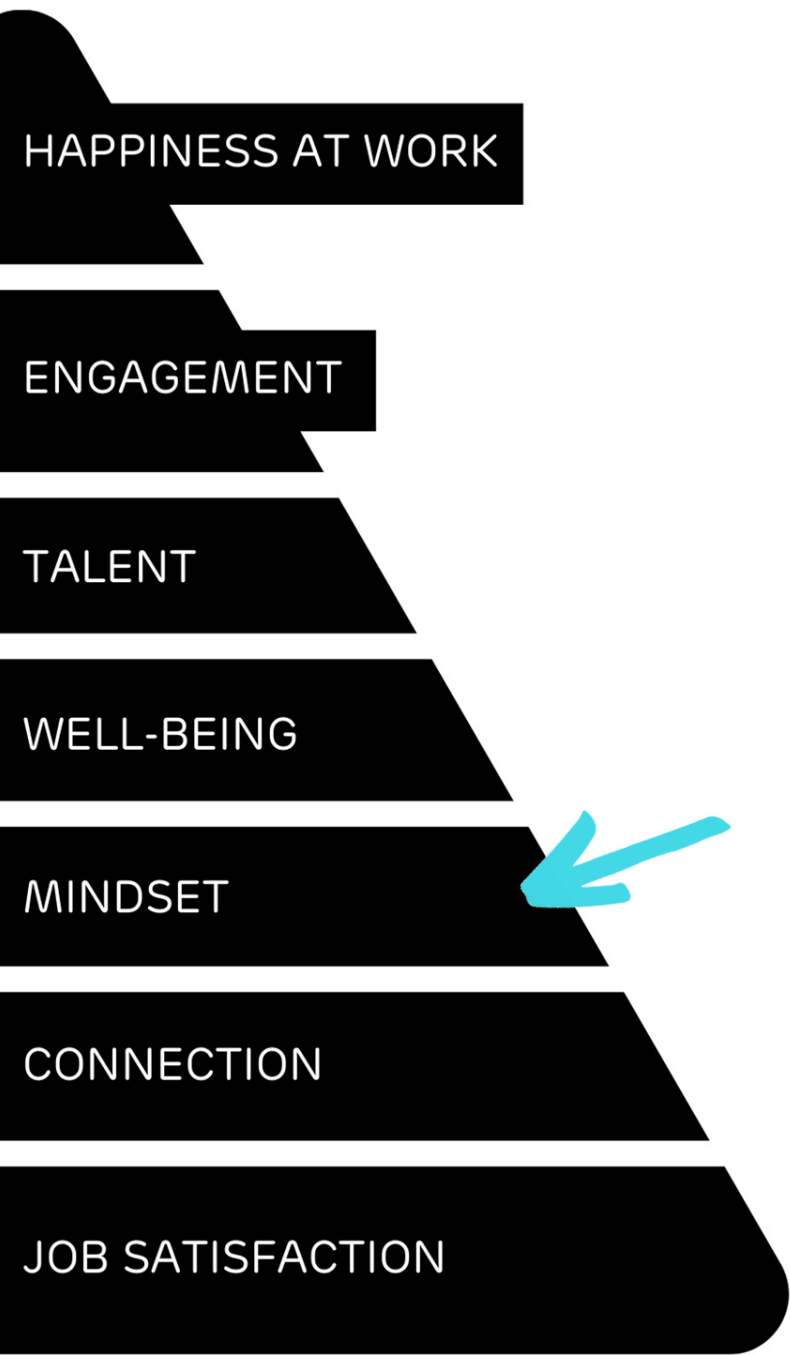 HAPPINESS AT WORK
ENGAGEMENT
TALENT
WELL-BEING
MINDSET
CONNECTION
JOB SATISFACTION